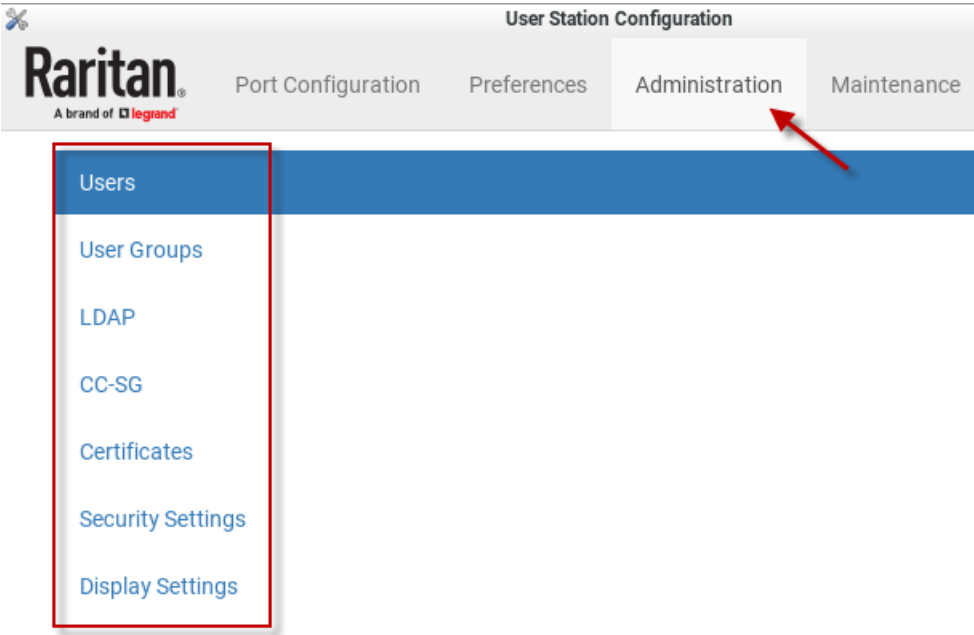 User Station Configuration
Raritan.
A brand of legrand
Port Configuration Preferences Administration Maintenance
Users
User Groups
LDAP
CC-SG
Certificates
Security Settings
Display Settings